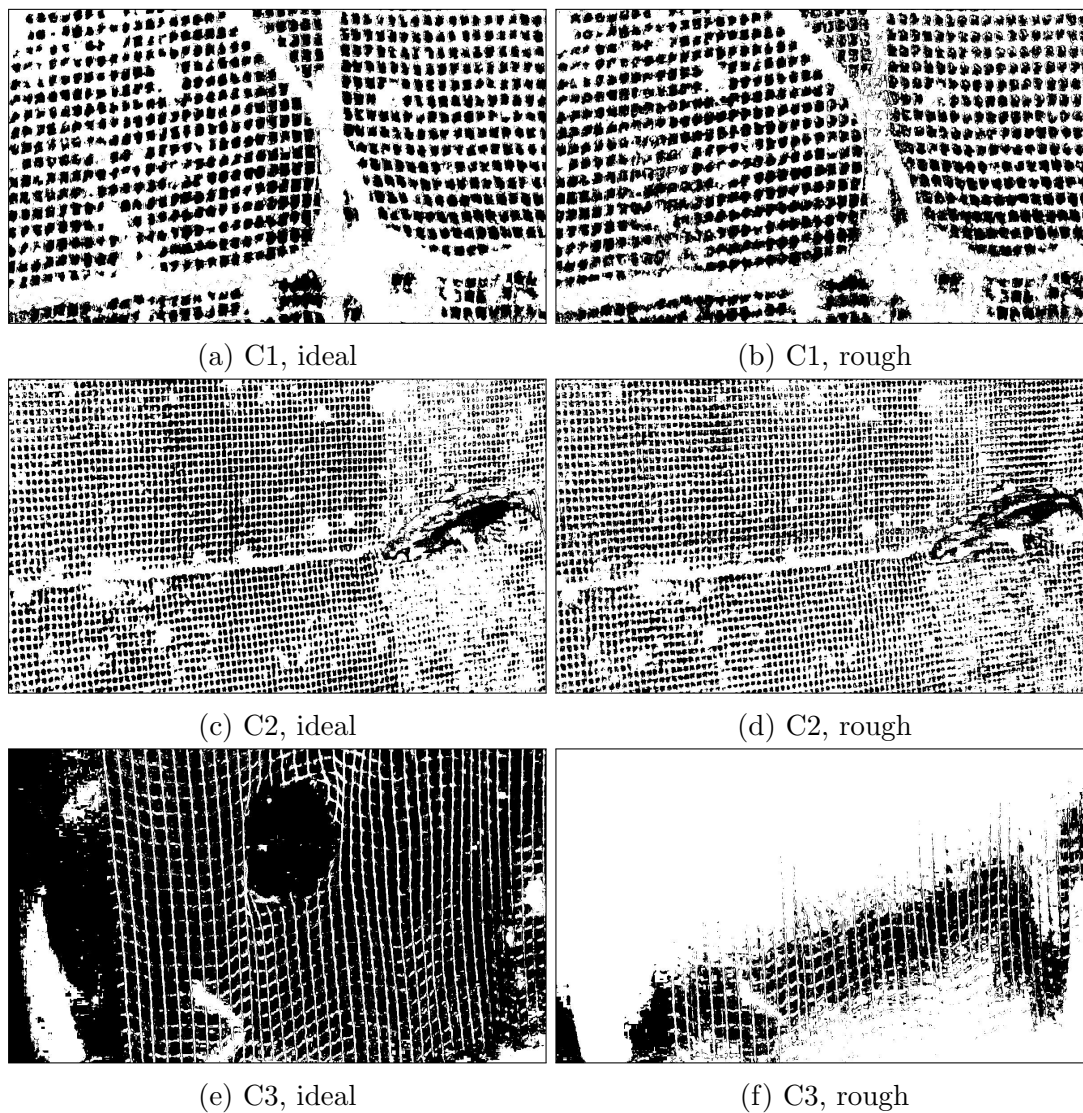 (a) C1, ideal
(b) C1, rough
(c) C2, ideal
(d) C2, rough
(e) C3, ideal
(f) C3, rough